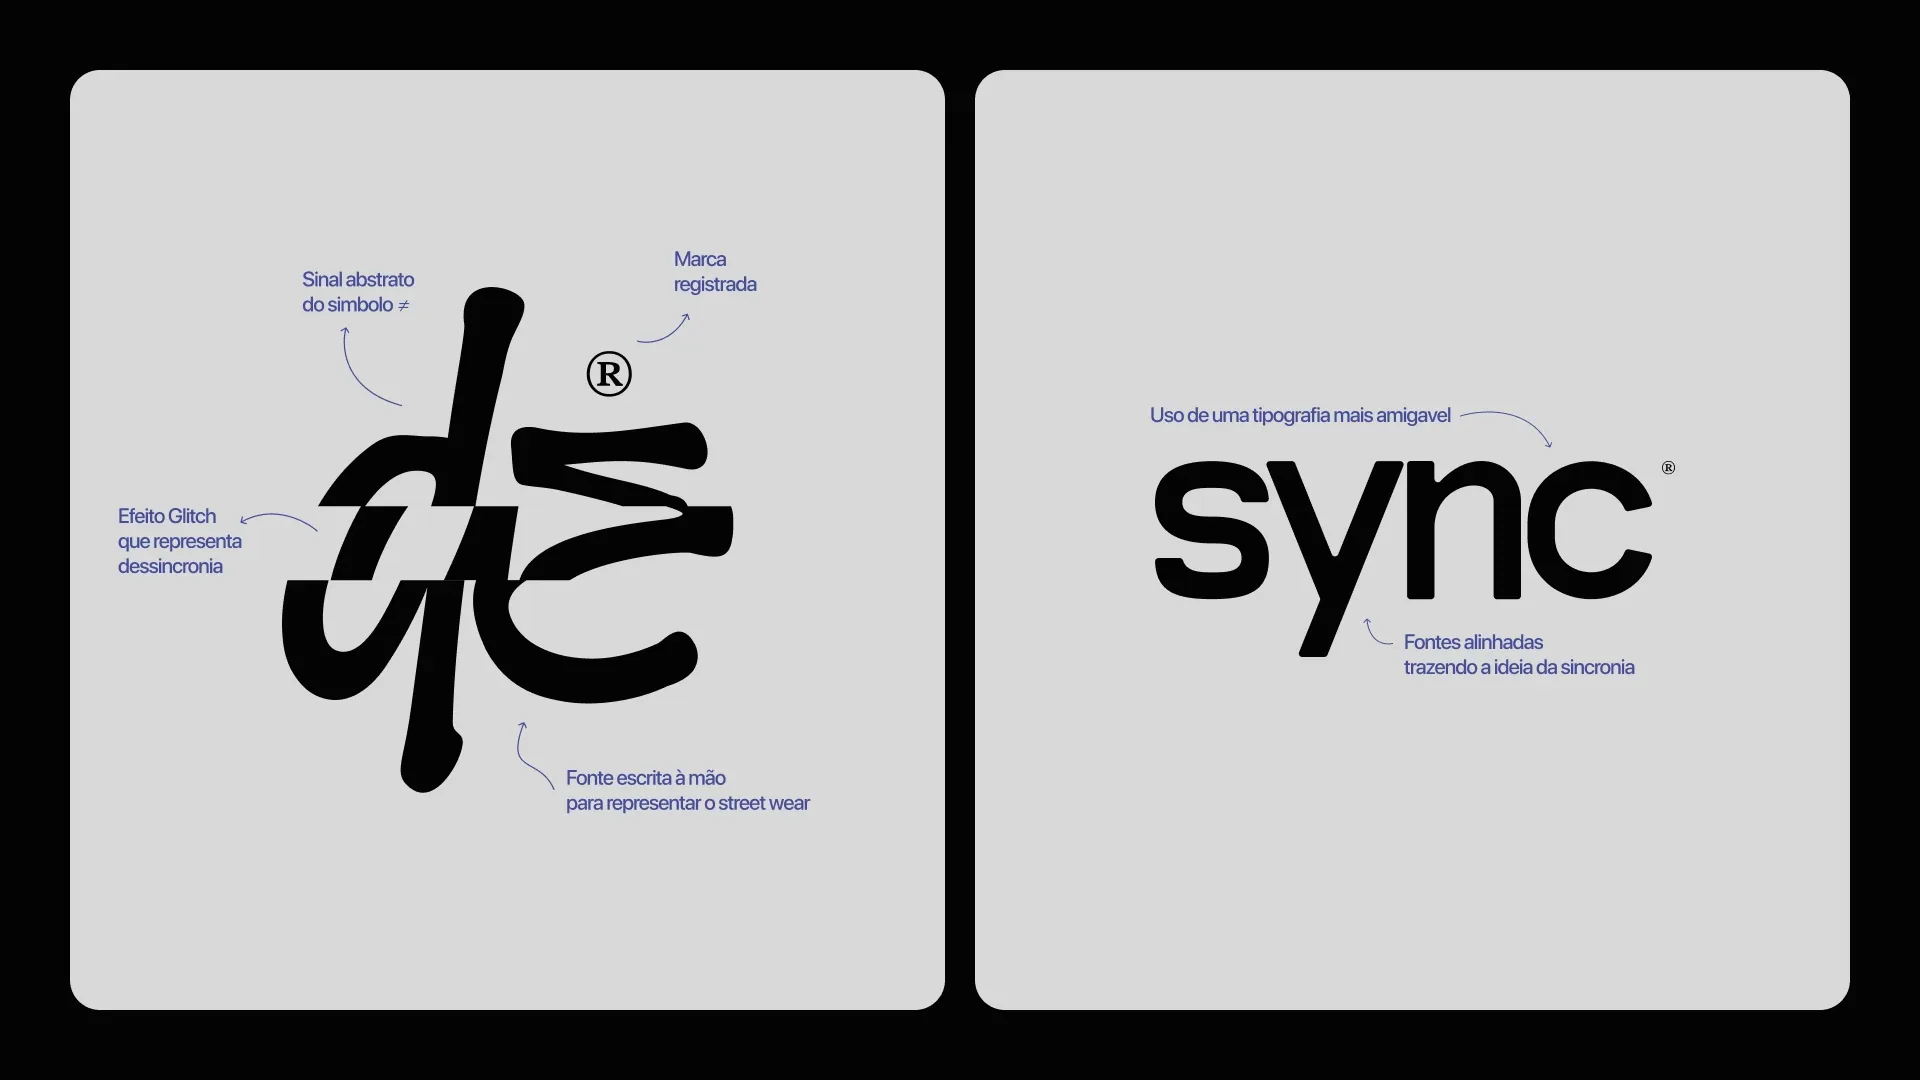 Sinal abstrato
do simbolo ≠
Marca
registrada
®
de
Efeito Glitch
que representa
dessincronia
Fonte escrita à mão
para representar o street wear
Uso de uma tipografia mais amigavel
sync ®
Fontes alinhadas
trazendo a ideia da sincronia